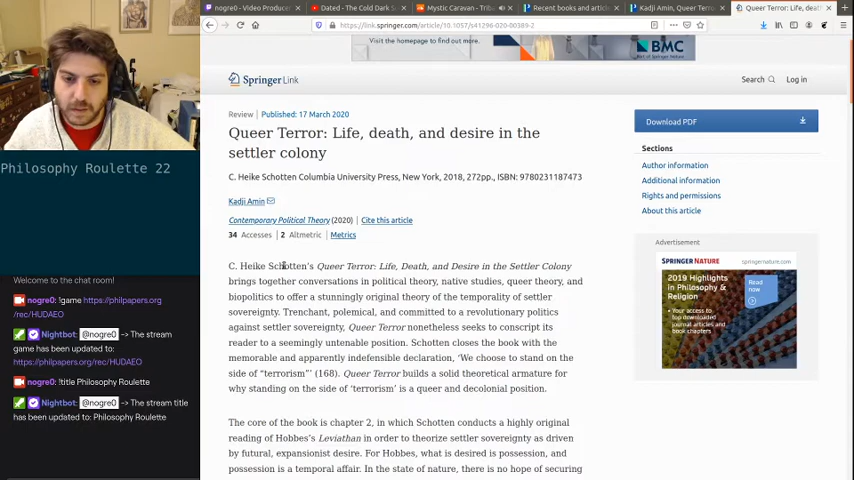 nogre0 - Video Producer
Dated - The Cold Dark S
Mystic Caravan - Tribu
Recent books and article
Kadji Amin, Queer Terro
Queer Terror: Life, deat
https://link.springer.com/article/10.1057/s41296-020-00389-2
Visit the homepage to find out more
BMC
Part of Springer Nature
Springer Link
Search
Log in
Review | Published: 17 March 2020
Queer Terror: Life, death, and desire in the
settler colony
C. Heike Schotten Columbia University Press, New York, 2018, 272pp., ISBN: 9780231187473
Kadji Amin
Contemporary Political Theory (2020) | Cite this article
34 Accesses | 2 Altmetric | Metrics
C. Heike Schotten's Queer Terror: Life, Death, and Desire in the Settler Colony
brings together conversations in political theory, native studies, queer theory, and
biopolitics to offer a stunningly original theory of the temporality of settler
sovereignty. Trenchant, polemical, and committed to a revolutionary politics
against settler sovereignty, Queer Terror nonetheless seeks to conscript its
reader to a seemingly untenable position. Schotten closes the book with the
memorable and apparently indefensible declaration, 'We choose to stand on the
side of "terrorism"' (168). Queer Terror builds a solid theoretical armature for
why standing on the side of 'terrorism' is a queer and decolonial position.
The core of the book is chapter 2, in which Schotten conducts a highly original
reading of Hobbes's Leviathan in order to theorize settler sovereignty as driven
by futural, expansionist desire. For Hobbes, what is desired is possession, and
possession is a temporal affair. In the state of nature, there is no hope of securing
Download PDF
Sections
Author information
Additional information
Rights and permissions
About this article
Advertisement
SPRINGER NATURE
springernature.com
2019 Highlights in
Philosophy &
Religion
Your access to
top downloaded
journal articles and
book chapters
Read
now
Philosophy Roulette 22
Welcome to the chat room!
nogre0: !game https://philpapers.org
/rec/HUDAEO
Nightbot: @nogre0 -> The stream
game has been updated to:
https://philpapers.org/rec/HUDAEO
nogre0: !title Philosophy Roulette
Nightbot: @nogre0 -> The stream title
has been updated to: Philosophy Roulette